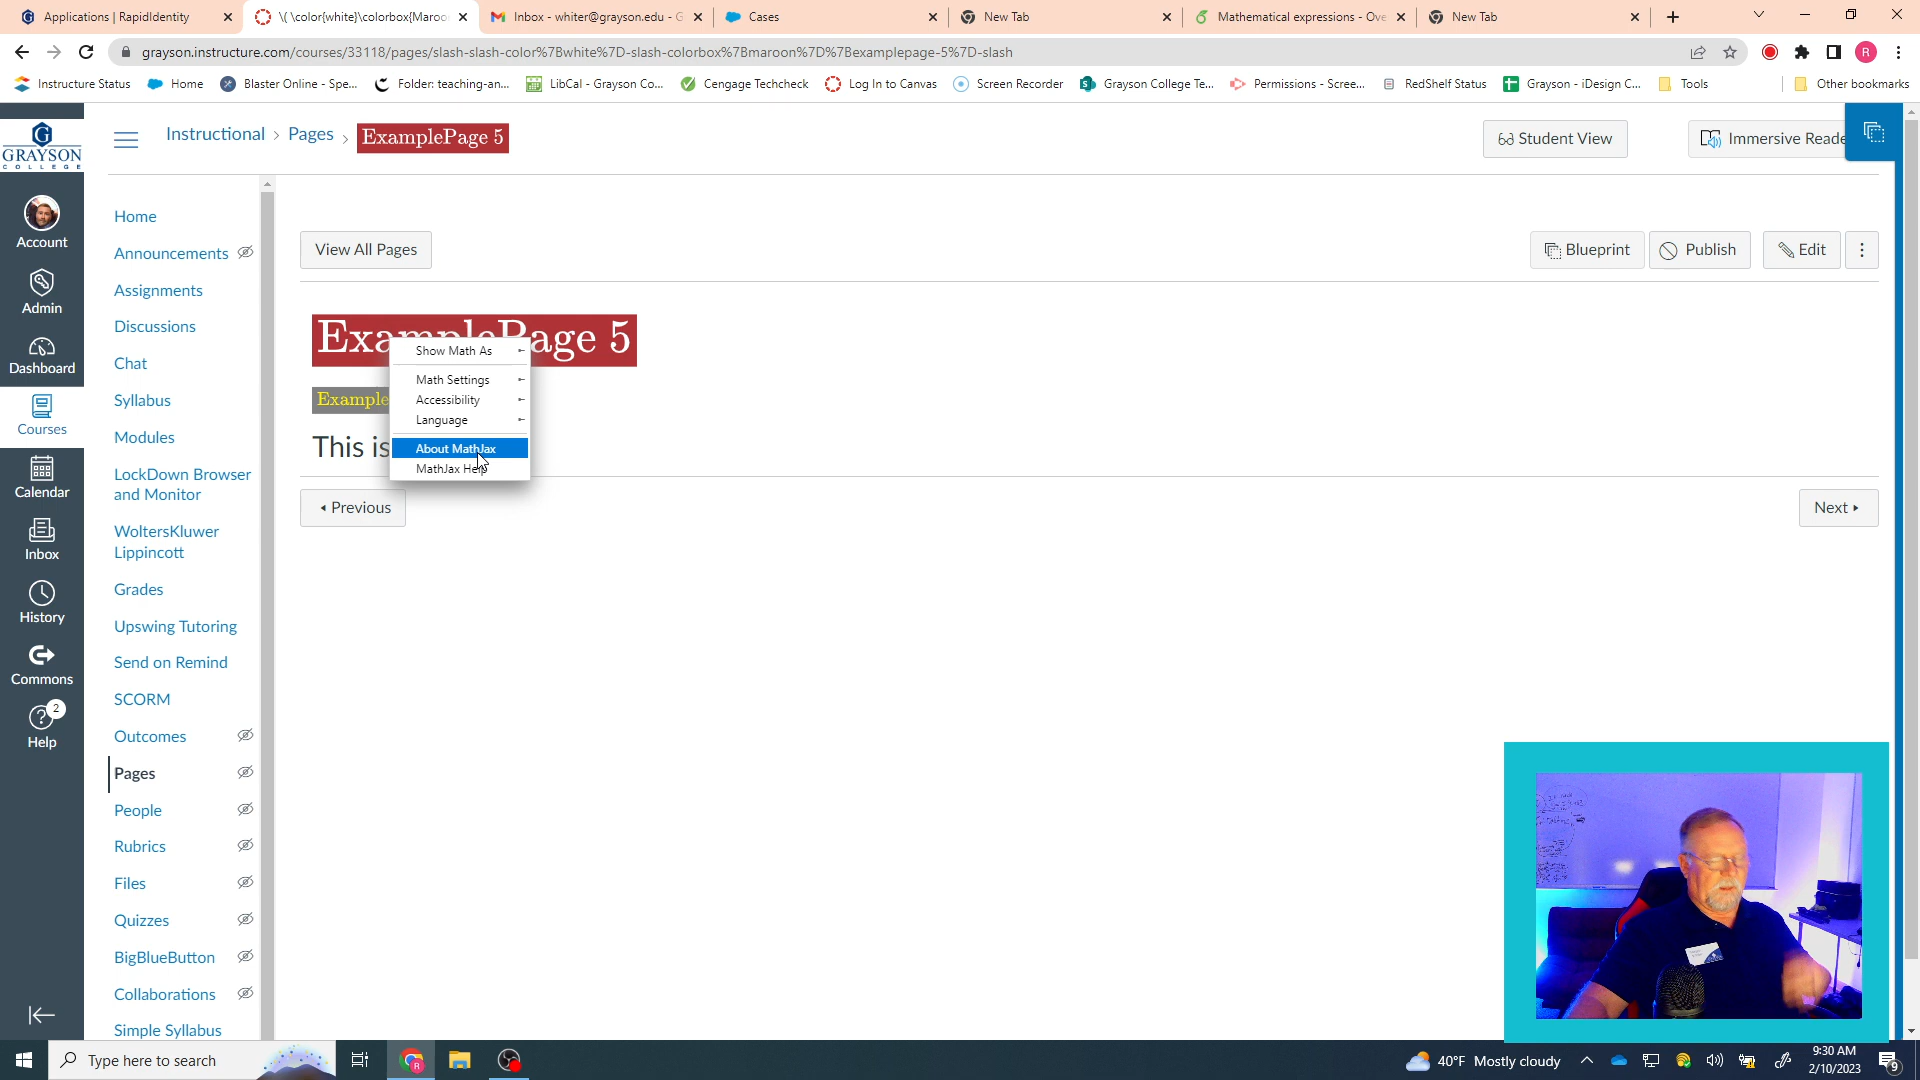 Applications | RapidIdentity
\( \color{white}\colorbox{Maroo
Inbox - whiter@grayson.edu - G
Cases
New Tab
Mathematical expressions - Ove
New Tab
grayson.instructure.com/courses/33118/pages/slash-slash-color%7Bwhite%7D-slash-colorbox%7Bmaroon%7D%7Bexamplepage-5%7D-slash
R
Instructure Status
Home
Blaster Online - Spe...
Folder: teaching-an...
LibCal - Grayson Co...
Cengage Techcheck
Log In to Canvas
Screen Recorder
Grayson College Te...
Permissions - Scree...
RedShelf Status
Grayson - iDesign C...
Tools
Other bookmarks
GRAYSON
COLLEGE
Account
Admin
Dashboard
Courses
Calendar
Inbox
History
Commons
2
Help
Instructional > Pages > ExamplePage 5
Student View
Immersive Reade
Home
Announcements
Assignments
Discussions
Chat
Syllabus
Modules
LockDown Browser
and Monitor
WoltersKluwer
Lippincott
Grades
Upswing Tutoring
Send on Remind
SCORM
Outcomes
Pages
People
Rubrics
Files
Quizzes
BigBlueButton
Collaborations
Simple Syllabus
View All Pages
Blueprint
Publish
Edit
ExamplePage 5
Example
This is
Show Math As
Math Settings
Accessibility
Language
About MathJax
MathJax Help
Previous
Next
Type here to search
40°F Mostly cloudy
9:30 AM
2/10/2023
9